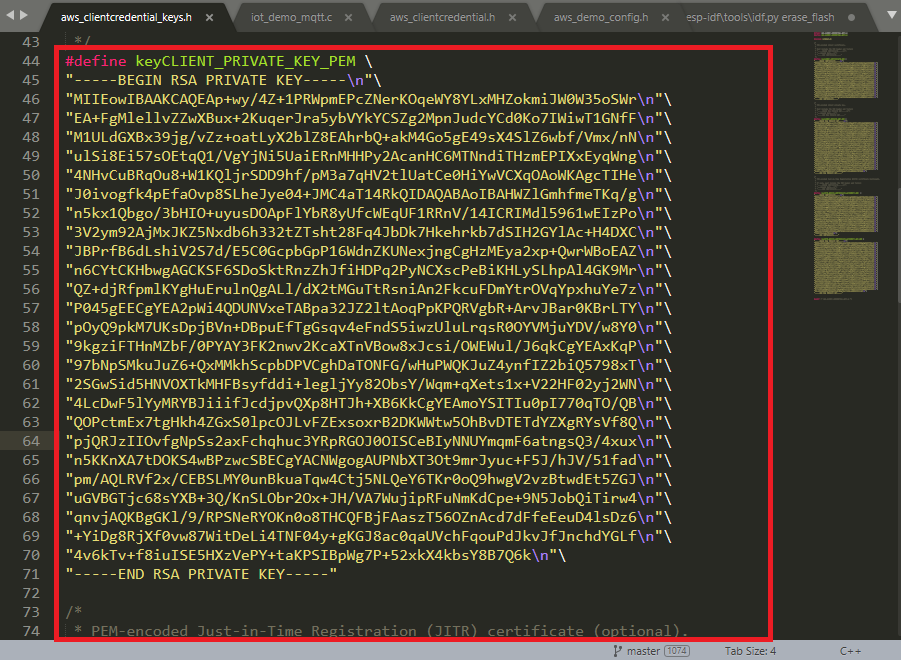 aws_clientcredential_keys.h × iot_demo_mqtt.c × aws_clientcredential.h × aws_demo_config.h × esp-idf\tools\idf.py erase_flash
43 */
44 #define keyCLIENT_PRIVATE_KEY_PEM \
45 "-----BEGIN RSA PRIVATE KEY-----\n"\
46 "MIIEowIBAAKCAQEAp+wy/4Z+1PRWpmEPcZNerKOqeWY8YLxMHZokmiJW0W35oSWr\n"\
47 "EA+FgMlellvZZwXBux+2KuqerJra5ybVYkYCSZg2MpnJudcYCd0Ko7IWiwT1GNfF\n"\
48 "M1ULdGXBx39jg/vZz+oatLyX2blZ8EAhrbQ+akM4Go5gE49sX4SlZ6wbf/Vmx/nN\n"\
49 "ulSi8Ei57sOEtqQ1/VgYjNi5UaiERnMHHPy2AcanHC6MTNndiTHzmEPIXxEyqWng\n"\
50 "4NHvCuBRqOu8+W1KQljrSDD9hf/pM3a7qHV2tlUatCe0HiYwVCXqOAoWKAgcTIHe\n"\
51 "J0ivogfk4pEfaOvp8SLheJye04+JMC4aT14RkQIDAQABAoIBAHWZlGmhfmeTKq/g\n"\
52 "n5kx1Qbgo/3bHIO+uyusDOApFlYbR8yUfcWEqUF1RRnV/14ICRIMdl5961wEIzPo\n"\
53 "3V2ym92AjMxJKZ5Nxdb6h332tZTsht28Fq4JbDk7Hkehrkb7dSIH2GYlAc+H4DXC\n"\
54 "JBPrfB6dLshiV2S7d/E5C0GcpbGpP16WdnZKUNexjngCgHzMEya2xp+QwrWBoEAZ\n"\
55 "n6CYtCKHbwgAGCKSF6SDoSktRnzZhJfiHDPq2PyNCXscPeBiKHLySLhpAl4GK9Mr\n"\
56 "QZ+djRfpmlKYgHuErulnQgALl/dX2tMGuTtRsniAn2FkcuFDmYtrOVqYpxhuYe7z\n"\
57 "P045gEECgYEA2pWi4QDUNVxeTABpa32JZ2ltAoqPpKPQRVgbR+ArvJBar0KBrLTY\n"\
58 "pOyQ9pkM7UKsDpjBVn+DBpuEfTgGsqv4eFndS5iwzUluLrqsR0OYVMjuYDV/w8Y0\n"\
59 "9kgziFTHnMZbF/0PYAY3FK2nwv2KcaXTnVBow8xJcsi/OWEWul/J6qkCgYEAxKqP\n"\
60 "97bNpSMkuJuZ6+QxMMkhScpbDPVCghDaTONFG/wHuPWQKJuZ4ynfIZ2biQ5798xT\n"\
61 "2SGwSid5HNVOXTkMHFBsyfddi+legljYy82ObsY/Wqm+qXets1x+V22HF02yj2WN\n"\
62 "4LcDwF5lYyMRYBJiiifJcdjpvQXp8HTJh+XB6KkCgYEAmoYSITIu0pI770qTO/QB\n"\
63 "QOPctmEx7tgHkh4ZGxS0lpcOJLvFZExsoxrB2DKWWtw5OhBvDTETdYZXgRYsVf8Q\n"\
64 "pjQRJzIIOvfgNpSs2axFchqhuc3YRpRGOJ0OISCeBIyNNUYmqmF6atngsQ3/4xux\n"\
65 "n5KKnXA7tDOKS4wBPzwcSBECgYACNWgogAUPNbXT3Ot9mrJyuc+F5J/hJV/51fad\n"\
66 "pm/AQLRVf2x/CEBSLMY0unBkuaTqw4Ctj5NLQeY6TKr0oQ9hwgV2vzBtwdEt5ZGJ\n"\
67 "uGVBGTjc68sYXB+3Q/KnSLObr2Ox+JH/VA7WujipRFuNmKdCpe+9N5JobQiTirw4\n"\
68 "qnvjAQKBgGKl/9/RPSNeRYOKn0o8THCQFBjFAaszT56OZnAcd7dFfeEeuD4lsDz6\n"\
69 "+YiDg8RjXf0vw87WitDeLi4TNF04y+gKGJ8ac0qaUVchFqouPdJkvJfJnchdYGLf\n"\
70 "4v6kTv+f8iuISE5HXzVePY+taKPSIBpWg7P+52xkX4kbsY8B7Q6k\n"\
71 "-----END RSA PRIVATE KEY-----"
72
73 /*
74 * PEM-encoded Just-in-Time Registration (JITR) certificate (optional).
master 1074 Tab Size: 4 C++